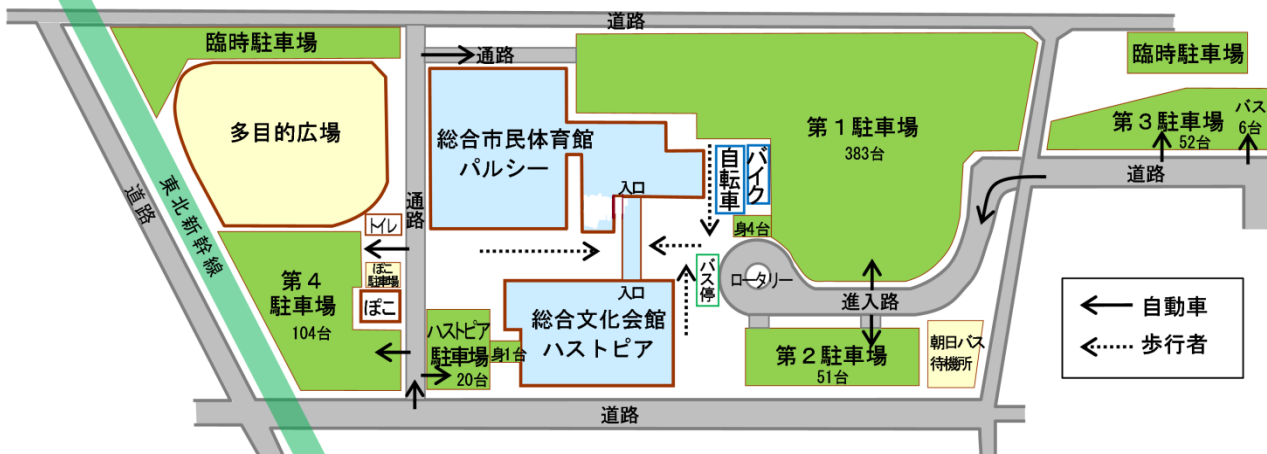 道路
臨時駐車場
通路
臨時駐車場
多目的広場
総合市民体育館
パルシー
第1駐車場
383台
第3駐車場
52台
バス
6台
道路
自転車
バイク
入口
身4台
道路
東北新幹線
通路
トイレ
第4
駐車場
104台
ぽこ
駐車場
ぽこ
バス停
ロータリー
進入路
入口
総合文化会館
ハストピア
ハストピア
駐車場
20台
身1台
第2駐車場
51台
朝日バス
待機所
自動車
歩行者
道路